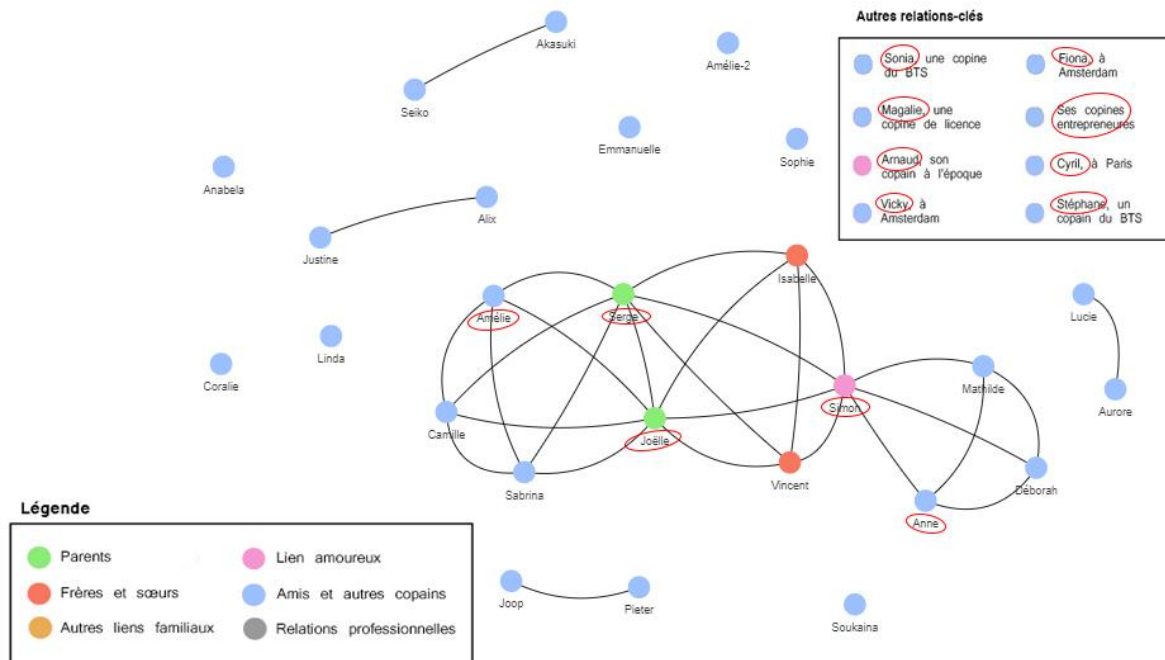 Autres relations-clés
Sonia, une copine
du BTS
Fiona, à
Amsterdam
Magalie, une
copine de licence
Ses copines
entrepreneures
Arnaud, son
copain à l'époque
Cyril, à Paris
Vicky, à
Amsterdam
Stéphane, un
copain du BTS
Akasuki
Amélie-2
Seiko
Emmanuelle
Sophie
Anabela
Alix
Justine
Isabelle
Amélie
Serge
Lucie
Linda
Coralie
Mathilde
Aurore
Simon
Camille
Joëlle
Vincent
Déborah
Sabrina
Anne
Joop
Pieter
Soukaina
Légende
Parents
Lien amoureux
Frères et sœurs
Amis et autres copains
Autres liens familiaux
Relations professionnelles